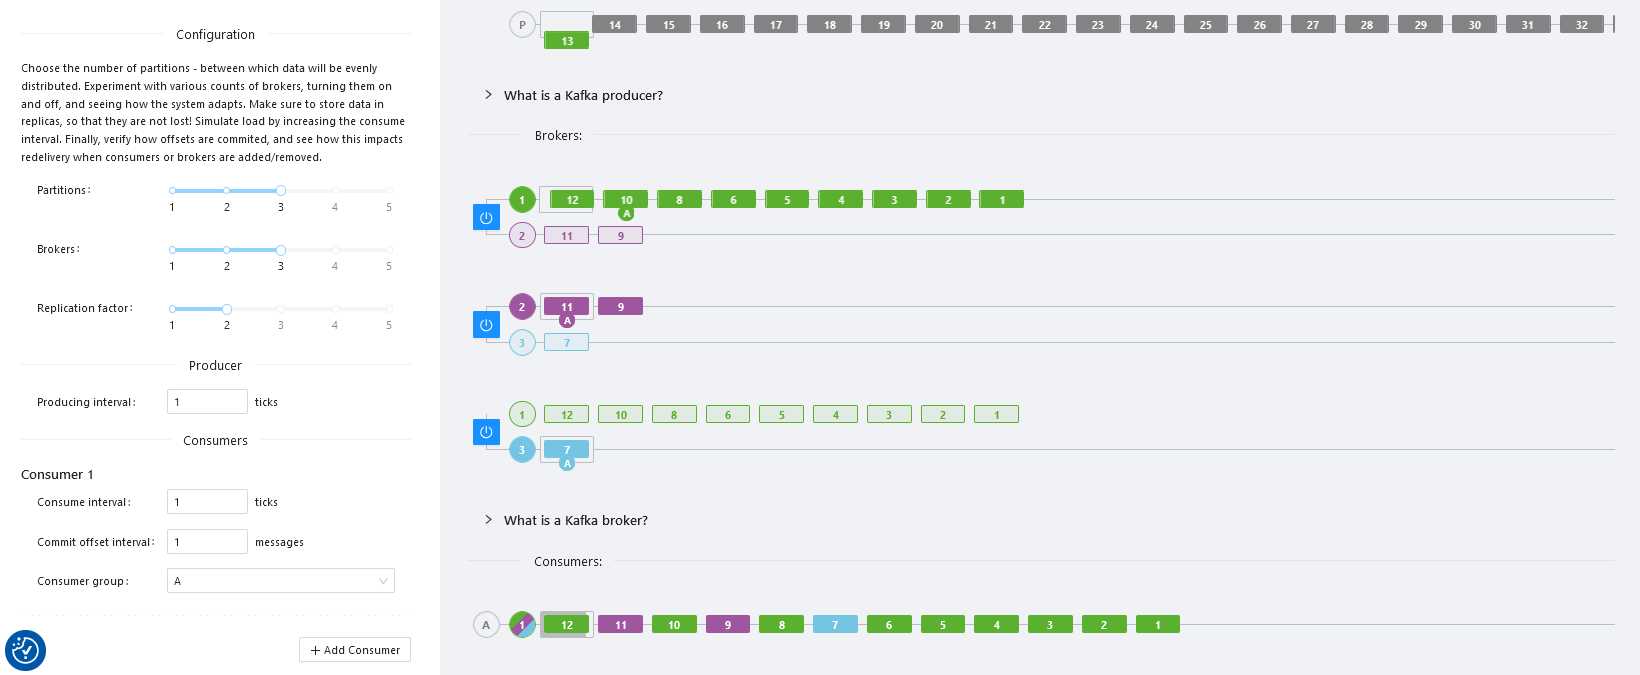 Configuration
Choose the number of partitions - between which data will be evenly
distributed. Experiment with various counts of brokers, turning them on
and off, and seeing how the system adapts. Make sure to store data in
replicas, so that they are not lost! Simulate load by increasing the consume
interval. Finally, verify how offsets are commited, and see how this impacts
redelivery when consumers or brokers are added/removed.
Partitions:
1 2 3 4 5
Brokers:
1 2 3 4 5
Replication factor:
1 2 3 4 5
Producer
Producing interval: 1 ticks
Consumers
Consumer 1
Consume interval: 1 ticks
Commit offset interval: 1 messages
Consumer group: A
+ Add Consumer
P 14 15 16 17 18 19 20 21 22 23 24 25 26 27 28 29 30 31 32
13
What is a Kafka producer?
Brokers:
1 12 10 8 6 5 4 3 2 1
A
2 11 9
2 11 9
A
3 7
1 12 10 8 6 5 4 3 2 1
3 7
A
What is a Kafka broker?
Consumers:
A 1 12 11 10 9 8 7 6 5 4 3 2 1